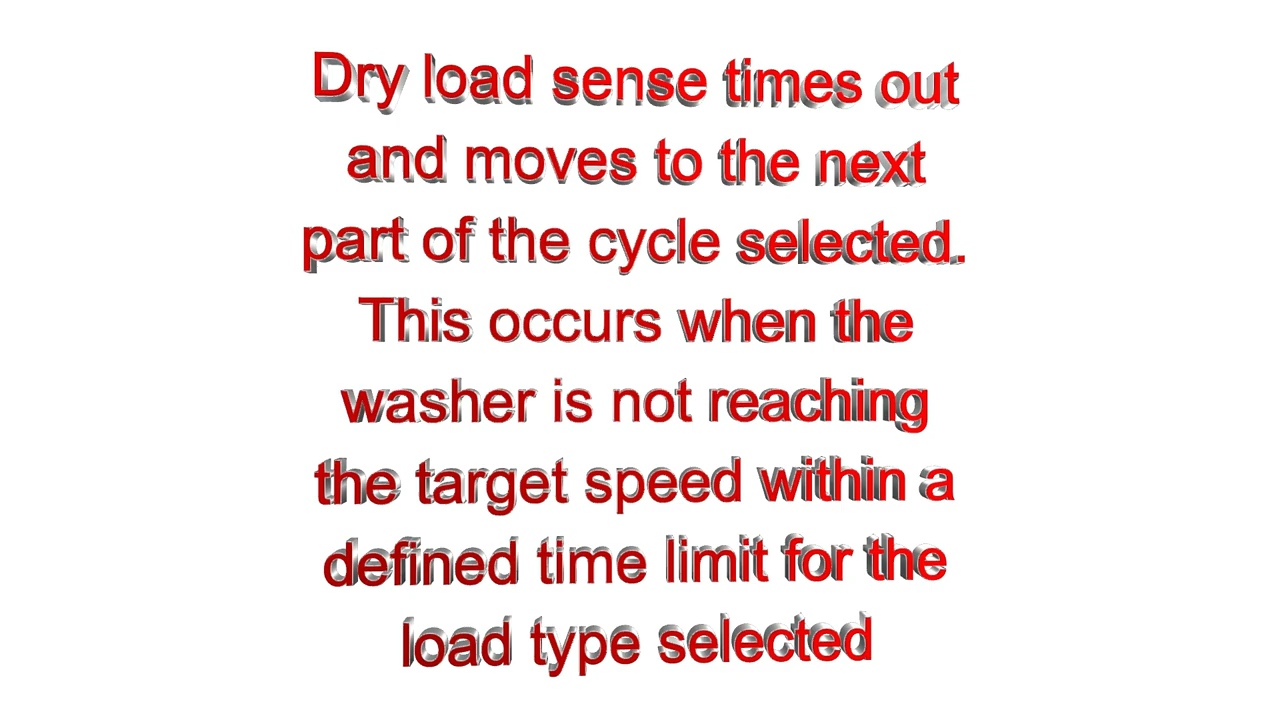 Dry load sense times out
and moves to the next
part of the cycle selected.
This occurs when the
washer is not reaching
the target speed within a
defined time limit for the
load type selected